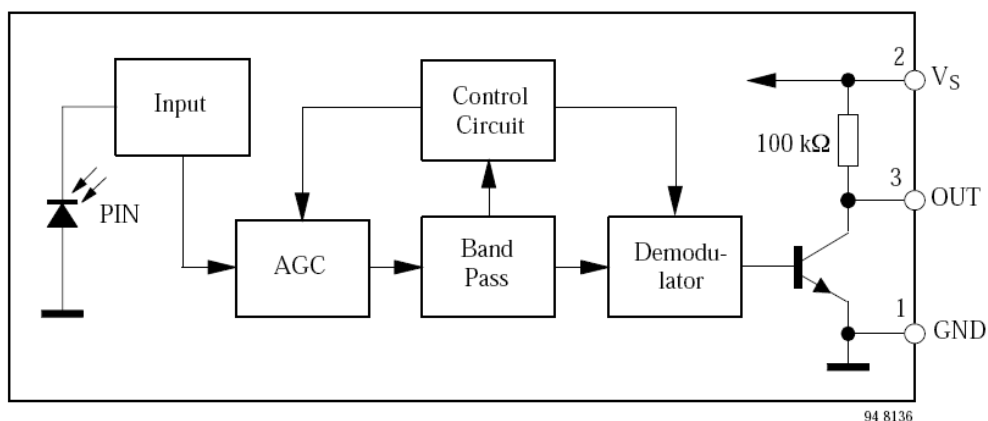 Input
PIN
AGC
Control
Circuit
Band
Pass
Demodu-
lator
100 kΩ
2
VS
3
OUT
1
GND
94 8136